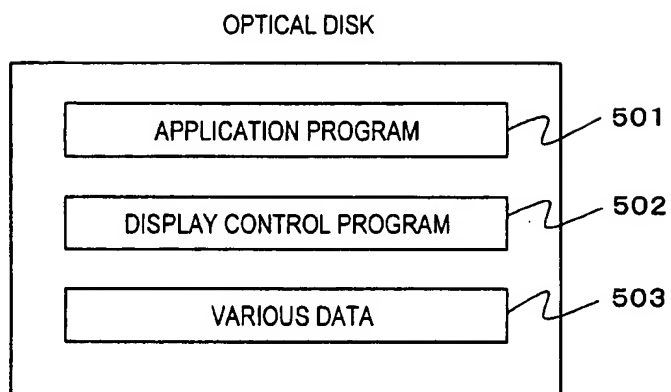 OPTICAL DISK
APPLICATION PROGRAM 501
DISPLAY CONTROL PROGRAM 502
VARIOUS DATA 503